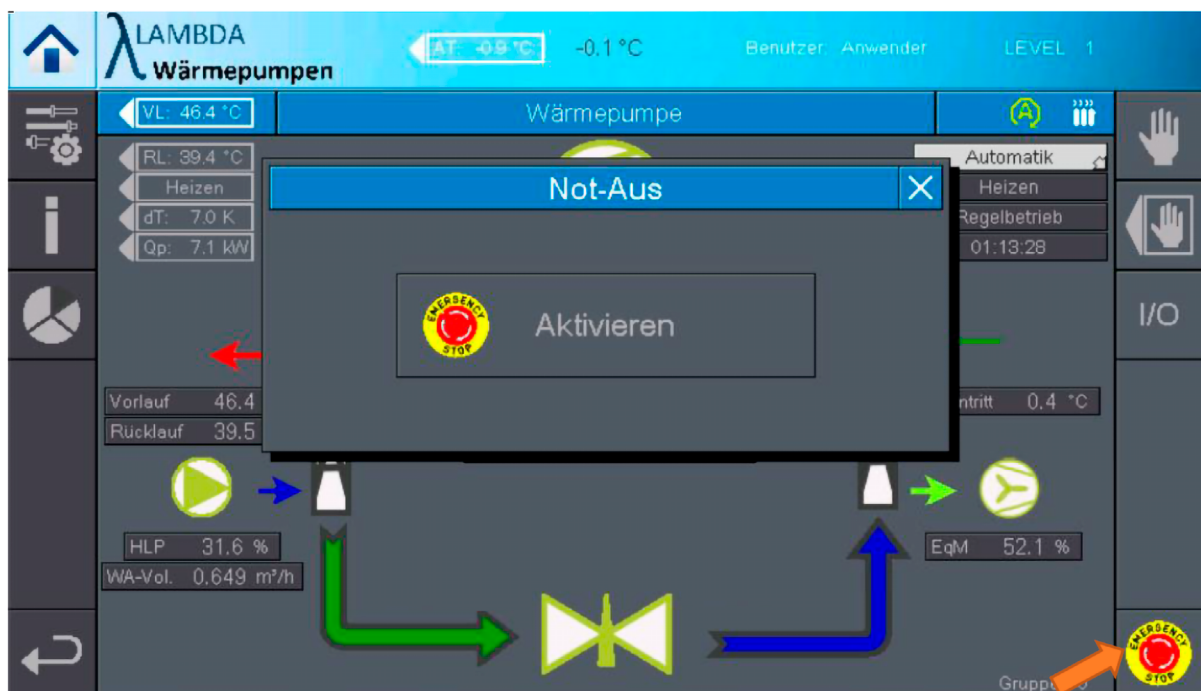 LAMBDA
Wärmepumpen
AT: -0.9 °C
-0.1 °C
Benutzer: Anwender
LEVEL 1
VL: 46.4 °C
Wärmepumpe
A
RL: 39.4 °C
Automatik
Heizen
Not-Aus
Heizen
dT: 7.0 K
Regelbetrieb
Qp: 7.1 kW
01:13:28
EMERGENCY
STOP
Aktivieren
I/O
Vorlauf 46.4
ntritt 0.4 °C
Rücklauf 39.5
HLP 31.6 %
EqM 52.1 %
WA-Vol. 0.649 m³/h
EMERGENCY
STOP